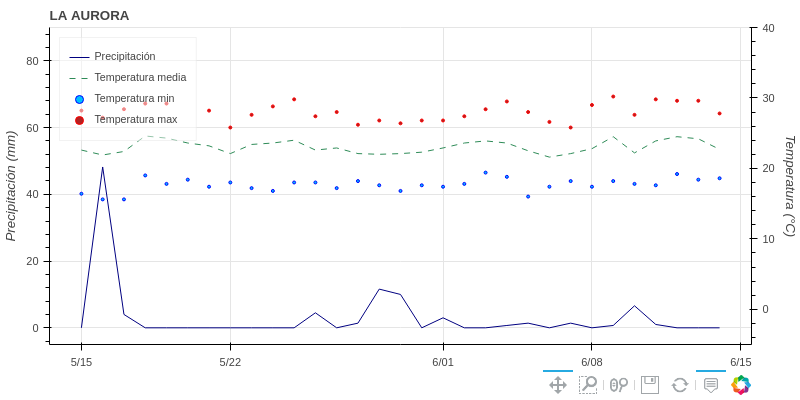 LA AURORA
Precipitación
Temperatura media
Temperatura min
Temperatura max
Precipitación (mm)
80
60
40
20
0
Temperatura (°C)
40
30
20
10
0
5/15
5/22
6/01
6/08
6/15